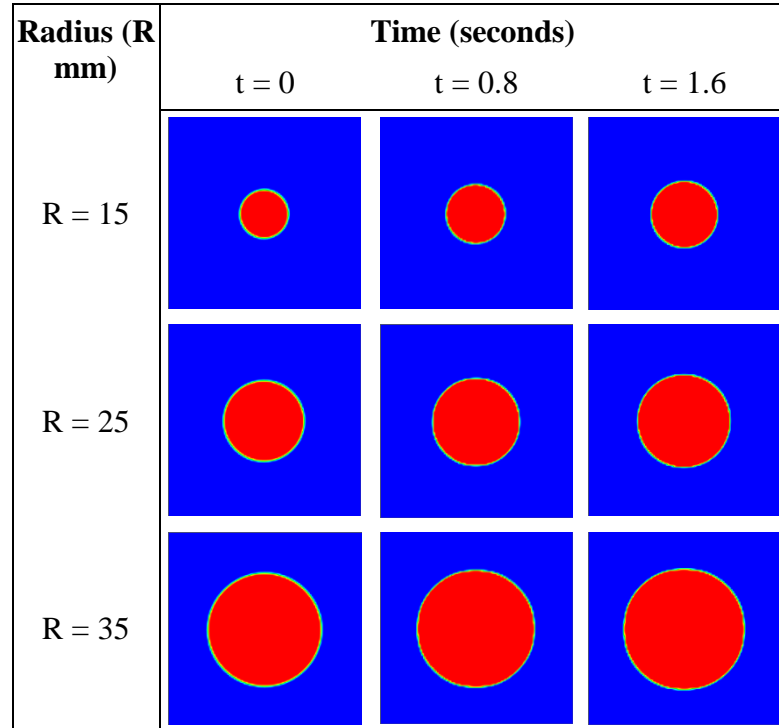 Radius (R
mm)
Time (seconds)
t = 0
t = 0.8
t = 1.6
R = 15
R = 25
R = 35